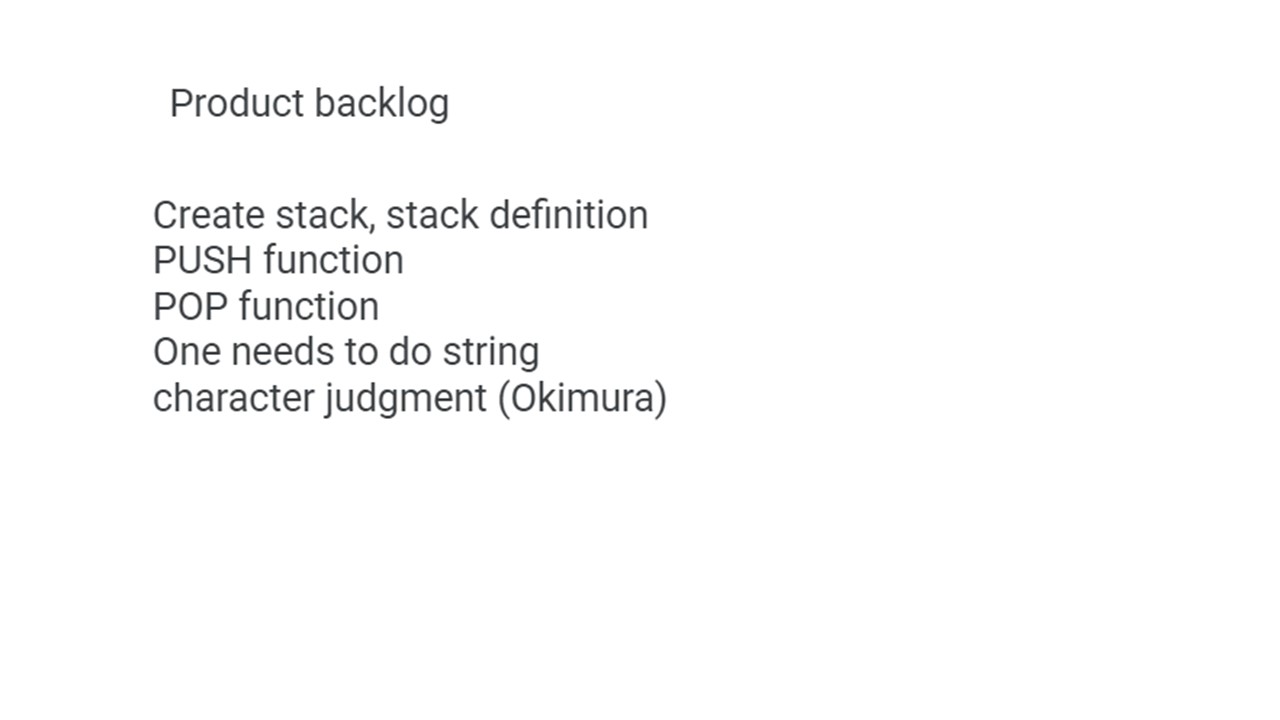 Product backlog
Create stack, stack definition
PUSH function
POP function
One needs to do string
character judgment (Okimura)